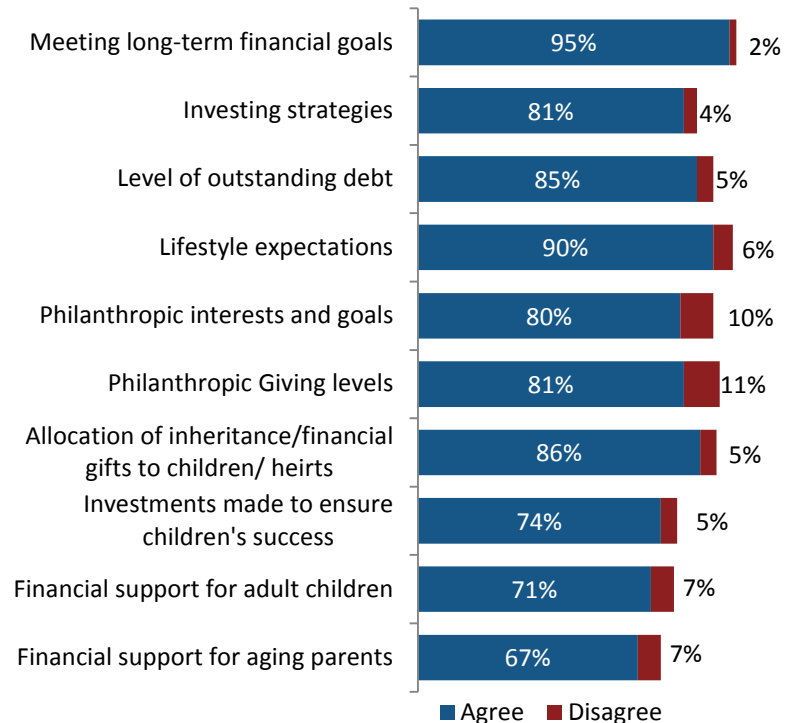 Meeting long-term financial goals 95% 2%
Investing strategies 81% 4%
Level of outstanding debt 85% 5%
Lifestyle expectations 90% 6%
Philanthropic interests and goals 80% 10%
Philanthropic Giving levels 81% 11%
Allocation of inheritance/financial
gifts to children/ heirts 86% 5%
Investments made to ensure
children's success 74% 5%
Financial support for adult children 71% 7%
Financial support for aging parents 67% 7%
Agree Disagree